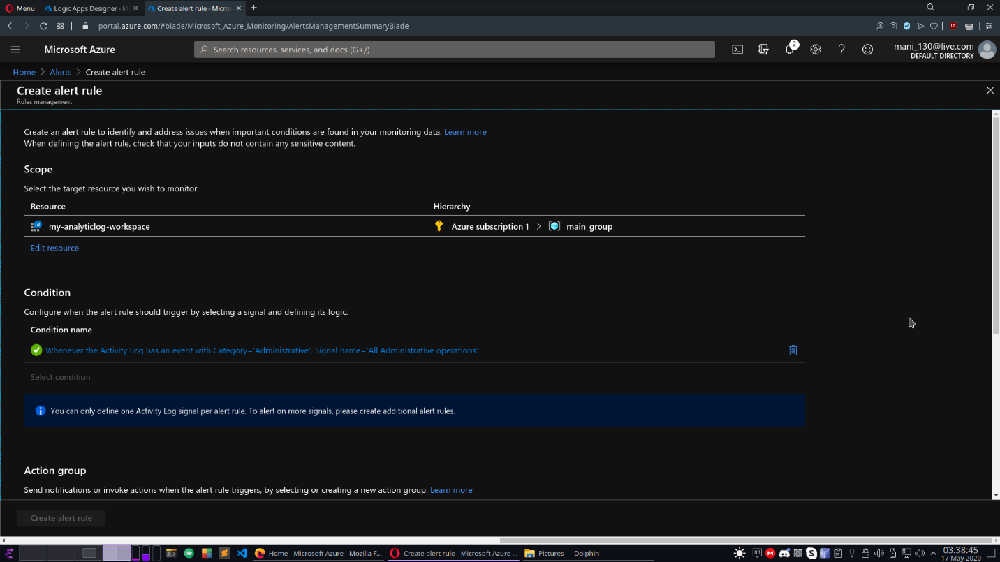 Menu
Logic Apps Designer - M
Create alert rule - Micros
portal.azure.com/#blade/Microsoft_Azure_Monitoring/AlertsManagementSummaryBlade
Microsoft Azure
Search resources, services, and docs (G+/)
2
mani_130@live.com
DEFAULT DIRECTORY
Home > Alerts > Create alert rule
Create alert rule
Rules management
Create an alert rule to identify and address issues when important conditions are found in your monitoring data. Learn more
When defining the alert rule, check that your inputs do not contain any sensitive content.
Scope
Select the target resource you wish to monitor.
Resource Hierarchy
my-analyticlog-workspace Azure subscription 1 > main_group
Edit resource
Condition
Configure when the alert rule should trigger by selecting a signal and defining its logic.
Condition name
Whenever the Activity Log has an event with Category='Administrative', Signal name='All Administrative operations'
Select condition
You can only define one Activity Log signal per alert rule. To alert on more signals, please create additional alert rules.
Action group
Send notifications or invoke actions when the alert rule triggers, by selecting or creating a new action group. Learn more
Create alert rule
Home - Microsoft Azure - Mozilla F...
Create alert rule - Microsoft Azure ...
Pictures — Dolphin
03:38:45
17 May 2020